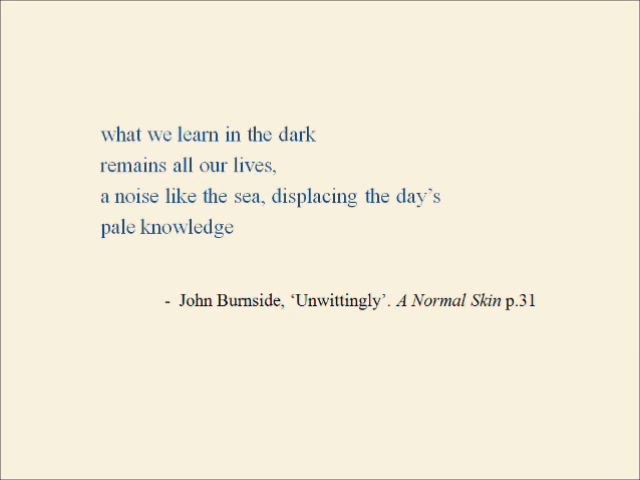 what we learn in the dark
remains all our lives,
a noise like the sea, displacing the day’s
pale knowledge
- John Burnside, ‘Unwittingly’. A Normal Skin p.31